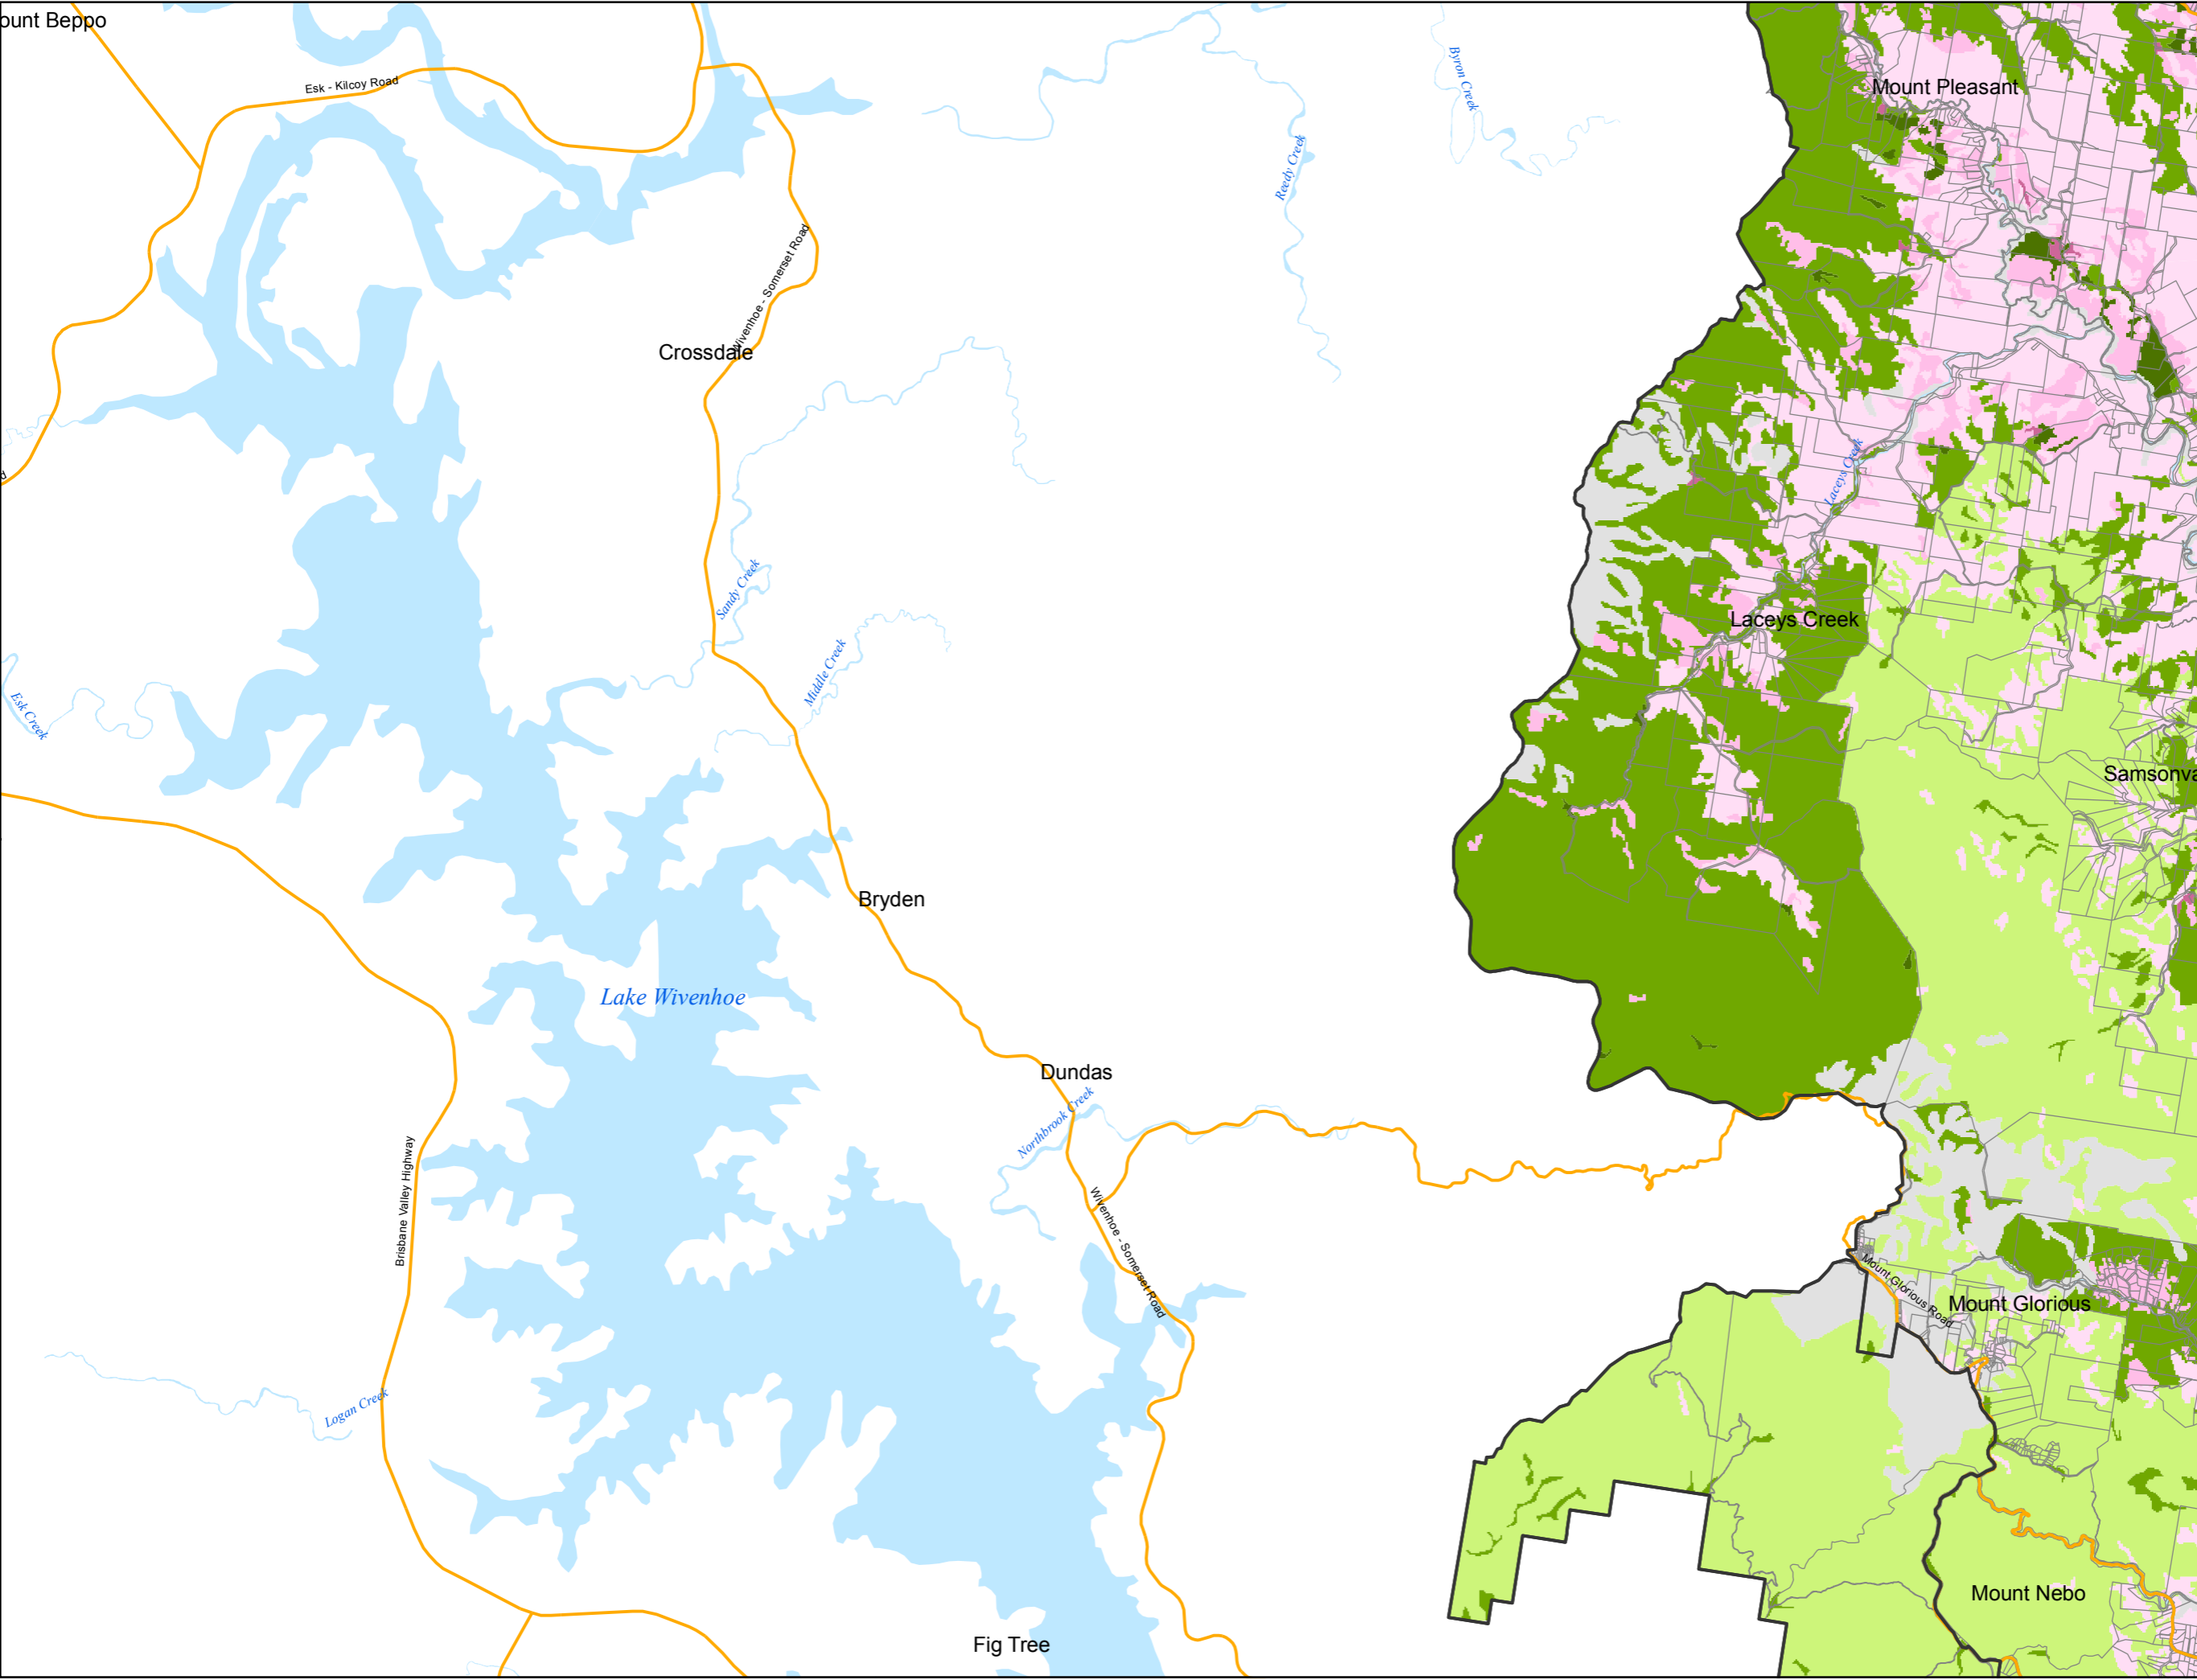 ount Beppo
Esk - Kilcoy Road
Byron Creek
Mount Pleasant
Reedy Creek
Wivenhoe - Somerset Road
Crossdale
Laceys Creek
d
Sandy Creek
Laceys Creek
Middle Creek
Esk Creek
Samsonva
Bryden
Lake Wivenhoe
Dundas
Northbrook Creek
Brisbane Valley Highway
Wivenhoe - Somerset Road
Mount Glorious Road
Mount Glorious
Logan Creek
Mount Nebo
Fig Tree